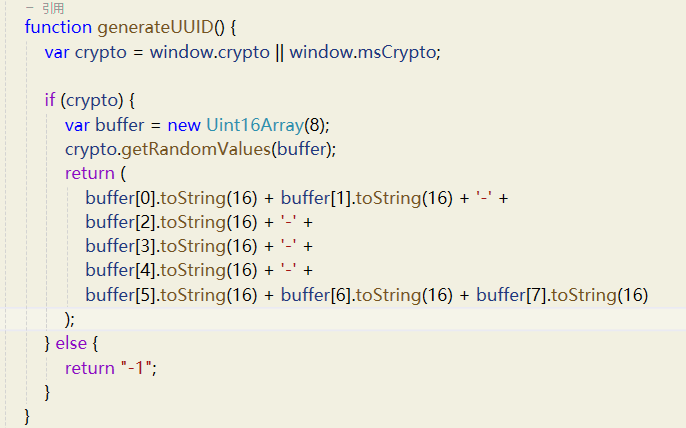 - 引用
function generateUUID() {
var crypto = window.crypto || window.msCrypto;
if (crypto) {
var buffer = new Uint16Array(8);
crypto.getRandomValues(buffer);
return (
buffer[0].toString(16) + buffer[1].toString(16) + '-' +
buffer[2].toString(16) + '-' +
buffer[3].toString(16) + '-' +
buffer[4].toString(16) + '-' +
buffer[5].toString(16) + buffer[6].toString(16) + buffer[7].toString(16)
);
} else {
return "-1";
}
}